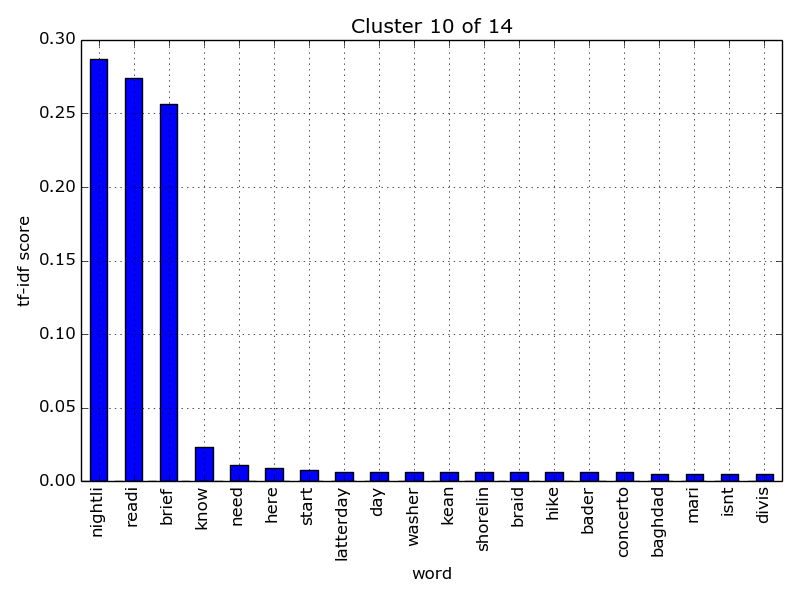 Cluster 10 of 14
0.30
0.25
0.20
0.15
0.10
0.05
0.00
tf-idf score
nightli
readi
brief
know
need
here
start
latterday
day
washer
kean
shorelin
braid
hike
bader
concerto
baghdad
mari
isnt
divis
word